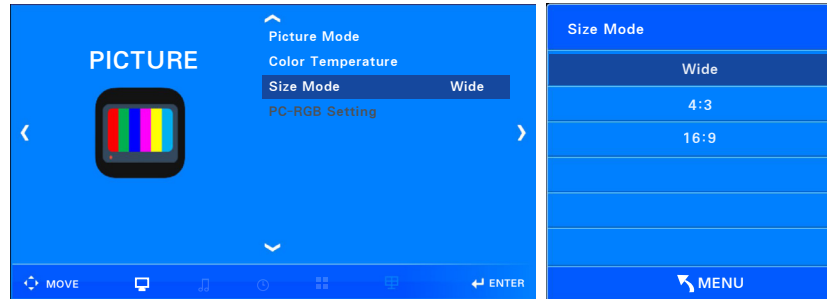 PICTURE
Picture Mode
Color Temperature
Size Mode Wide
PC-RGB Setting
MOVE
ENTER
Size Mode
Wide
4:3
16:9
MENU